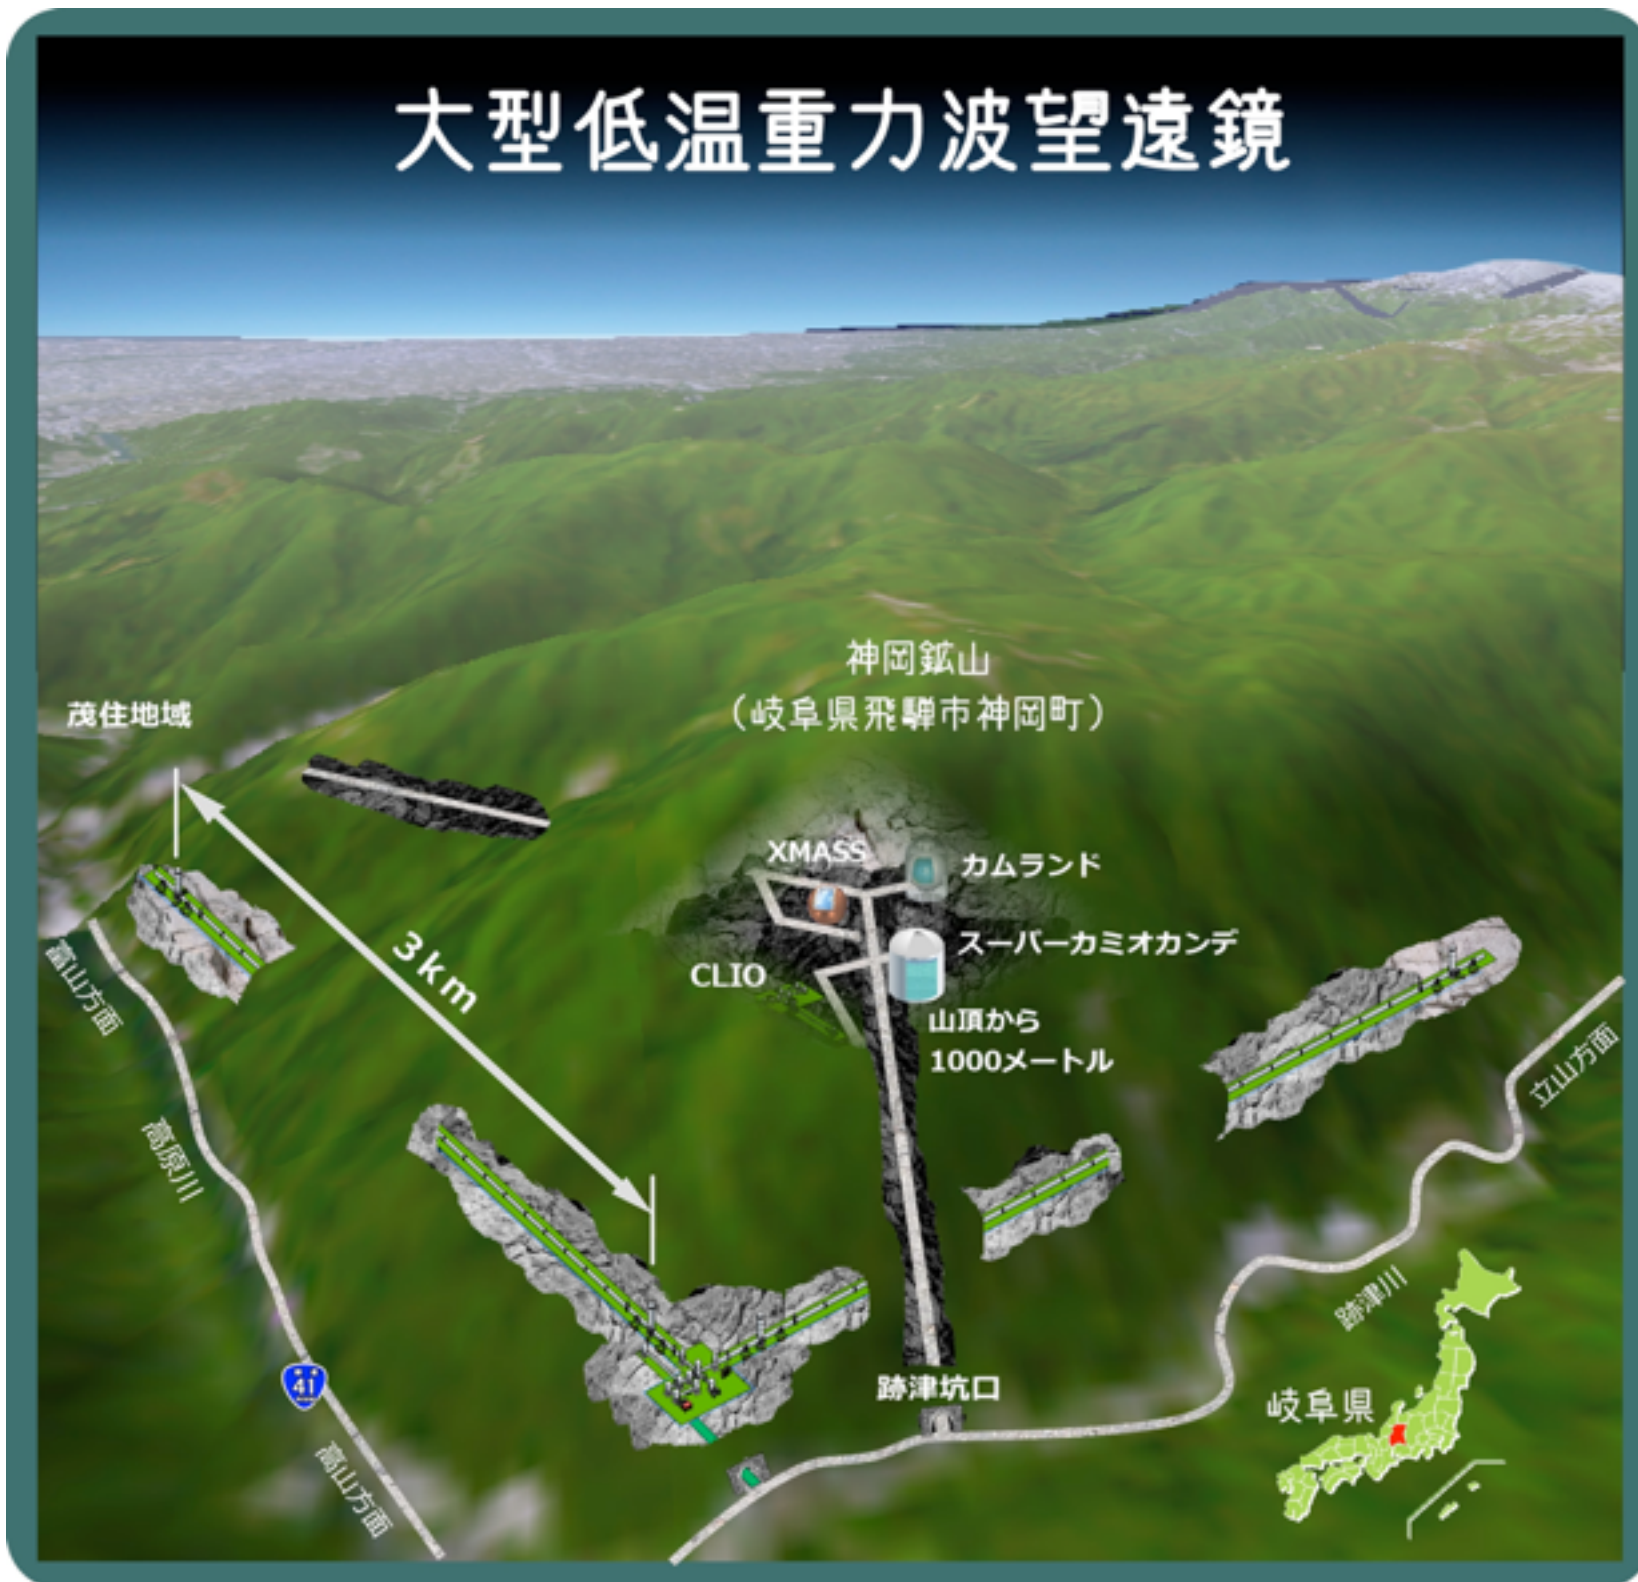 大型低温重力波望遠鏡
神岡鉱山
（岐阜県飛騨市神岡町）
茂住地域
XMASS
カムランド
スーパーカミオカンデ
CLIO
山頂から
1000メートル
3km
富山方面
高原川
41
高山方面
立山方面
跡津川
跡津坑口
岐阜県